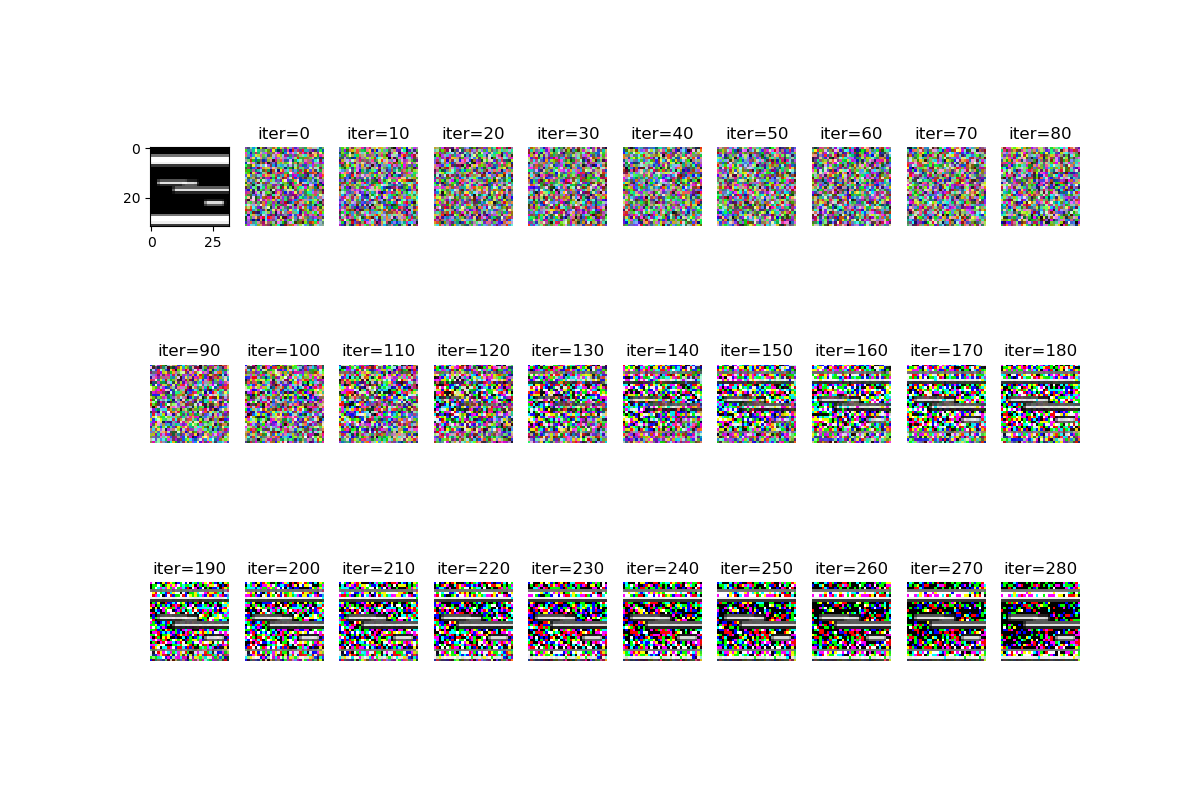 iter=0 iter=10 iter=20 iter=30 iter=40 iter=50 iter=60 iter=70 iter=80
0
20
0 25
iter=90 iter=100 iter=110 iter=120 iter=130 iter=140 iter=150 iter=160 iter=170 iter=180
iter=190 iter=200 iter=210 iter=220 iter=230 iter=240 iter=250 iter=260 iter=270 iter=280